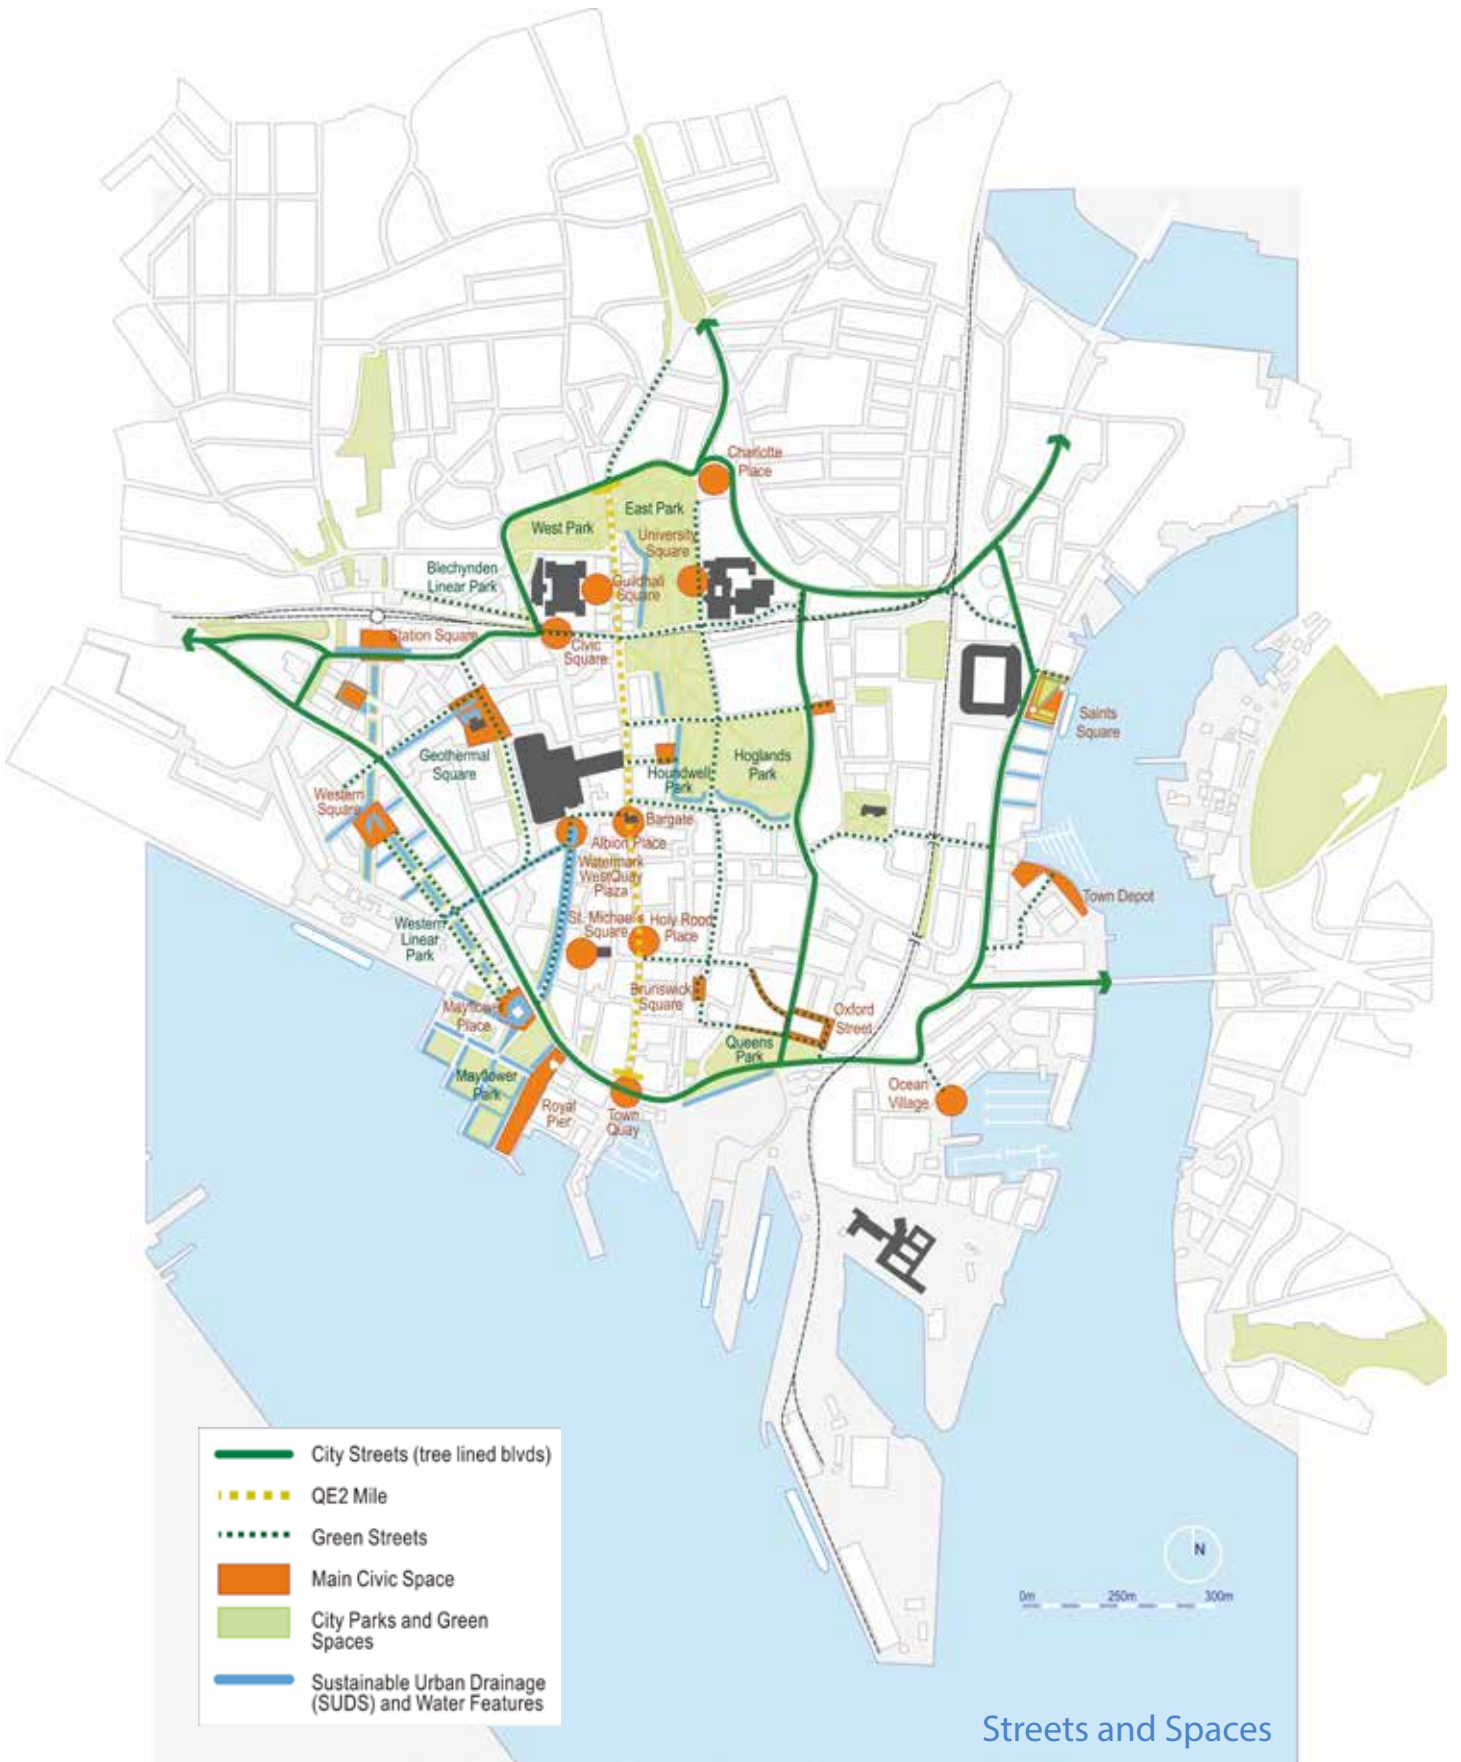 Charlotte
Place
East Park
West Park
University
Square
Blechynden
Linear Park
Guildhall
Square
Station Square
Civic
Square
Saints
Square
Geothermal
Square
Hoglands
Park
Houndwell
Park
Western
Square
Bargate
Albion Place
Watermark
WestQuay
Plaza
Town Depot
St. Michael's
Square
Holy Rood
Place
Western
Linear
Park
Brunswick
Square
Mayflower
Place
Oxford
Street
Queens
Park
Mayflower
Park
Royal
Pier
Town
Quay
Ocean
Village
City Streets (tree lined blvds)
QE2 Mile
Green Streets
Main Civic Space
City Parks and Green
Spaces
Sustainable Urban Drainage
(SUDS) and Water Features
N
0m 250m 300m
Streets and Spaces